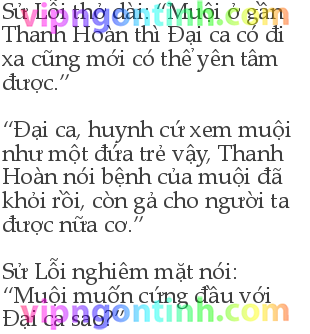 Sử Lỗi thở dài: “Muội ở gần
Thanh Hoàn thì Đại ca có đi
xa cũng mới có thể yên tâm
được.”
“Đại ca, huynh cứ xem muội
như một đứa trẻ vậy, Thanh
Hoàn nói bệnh của muội đã
khỏi rồi, còn gả cho người ta
được nữa cơ.”
Sử Lỗi nghiêm mặt nói:
“Muội muốn cứng đầu với
Đại ca sao?”
vipngontinh.com
vipngontinh.com